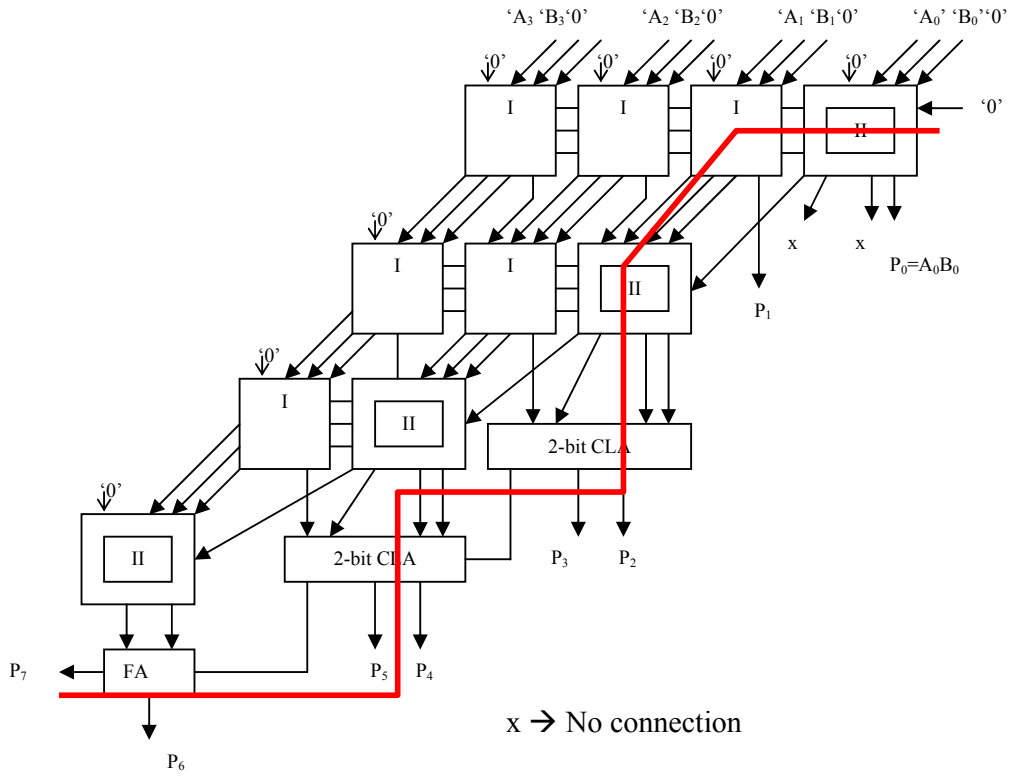 ‘A₃ ‘B₃‘0’ ‘A₂ ‘B₂‘0’ ‘A₁ ‘B₁‘0’ ‘A₀’ ‘B₀’‘0’
‘0’ ‘0’ ‘0’ ‘0’
I I I II ‘0’
‘0’
x x P₀=A₀B₀
I I II P₁
‘0’
I II 2-bit CLA
‘0’
II 2-bit CLA P₃ P₂
P₇ FA P₅ P₄
x → No connection
P₆